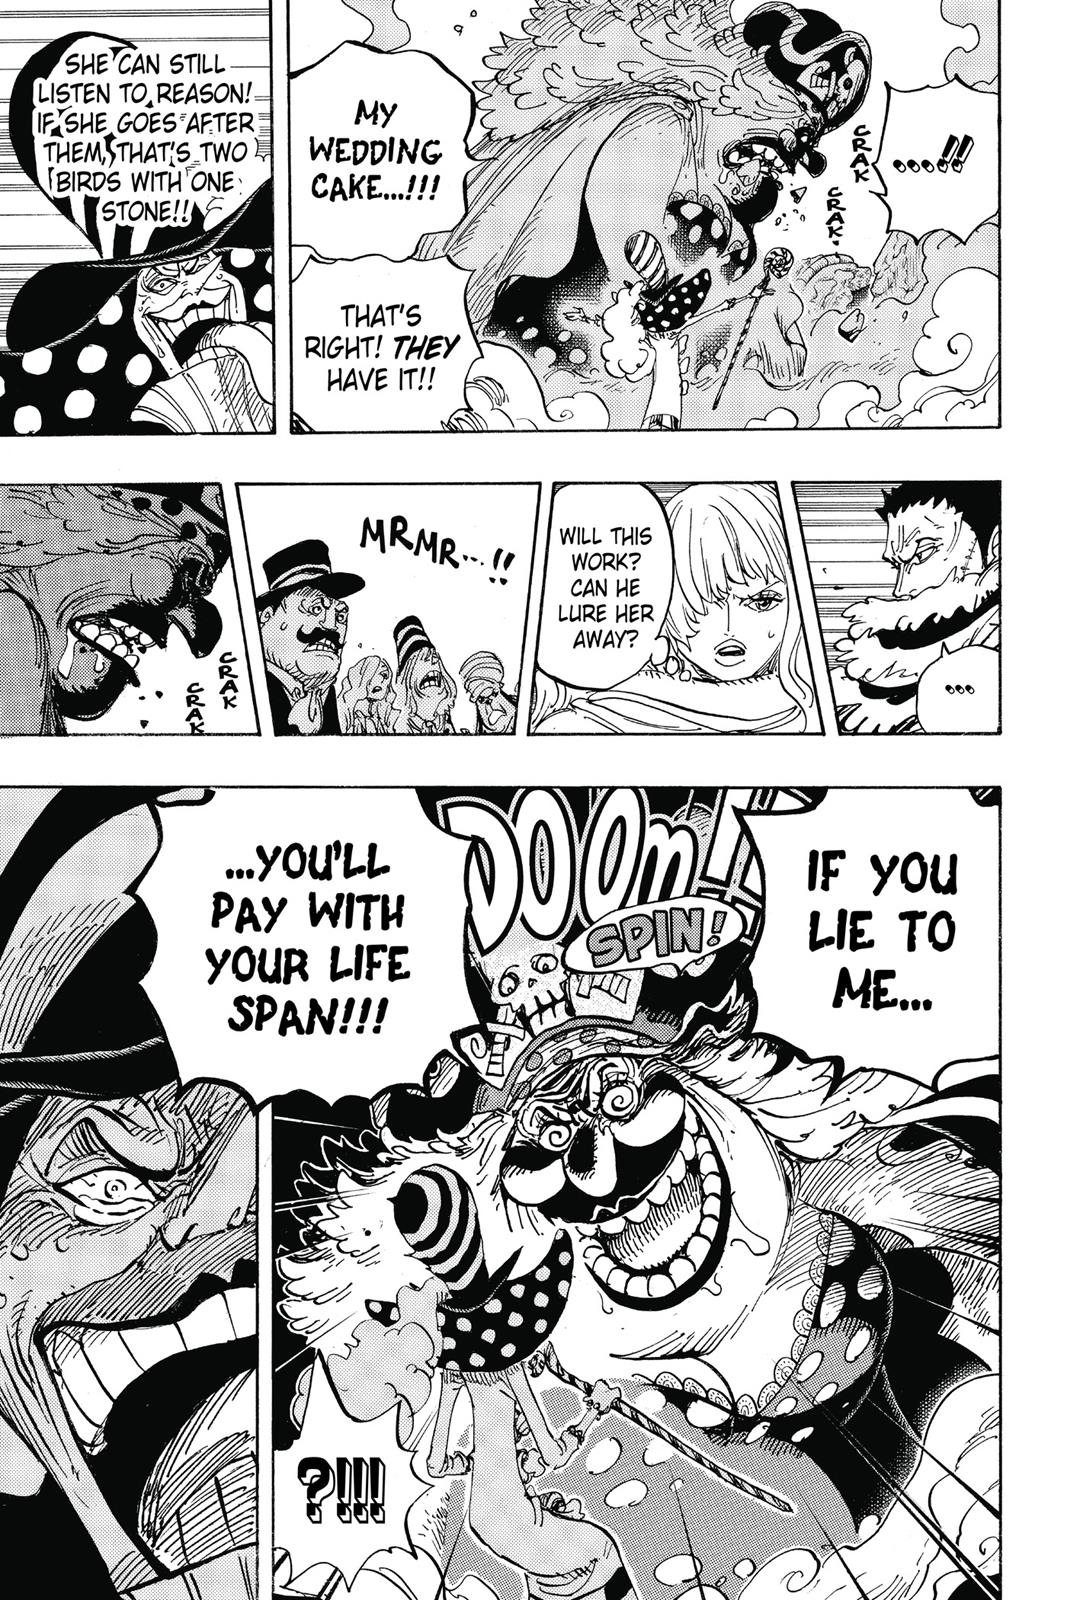 ...!!
CRAK
CRAK
MY
WEDDING
CAKE...!!!
THAT'S
RIGHT! THEY
HAVE IT!!
SHE CAN STILL
LISTEN TO REASON!
IF SHE GOES AFTER
THEM, THAT'S TWO
BIRDS WITH ONE
STONE!!
...
WILL THIS
WORK?
CAN HE
LURE HER
AWAY?
MRMR...!!
CRAK
CRAK
IF YOU
LIE TO
ME...
DOOM!!
SPIN!
...YOU'LL
PAY WITH
YOUR LIFE
SPAN!!!
?!!!